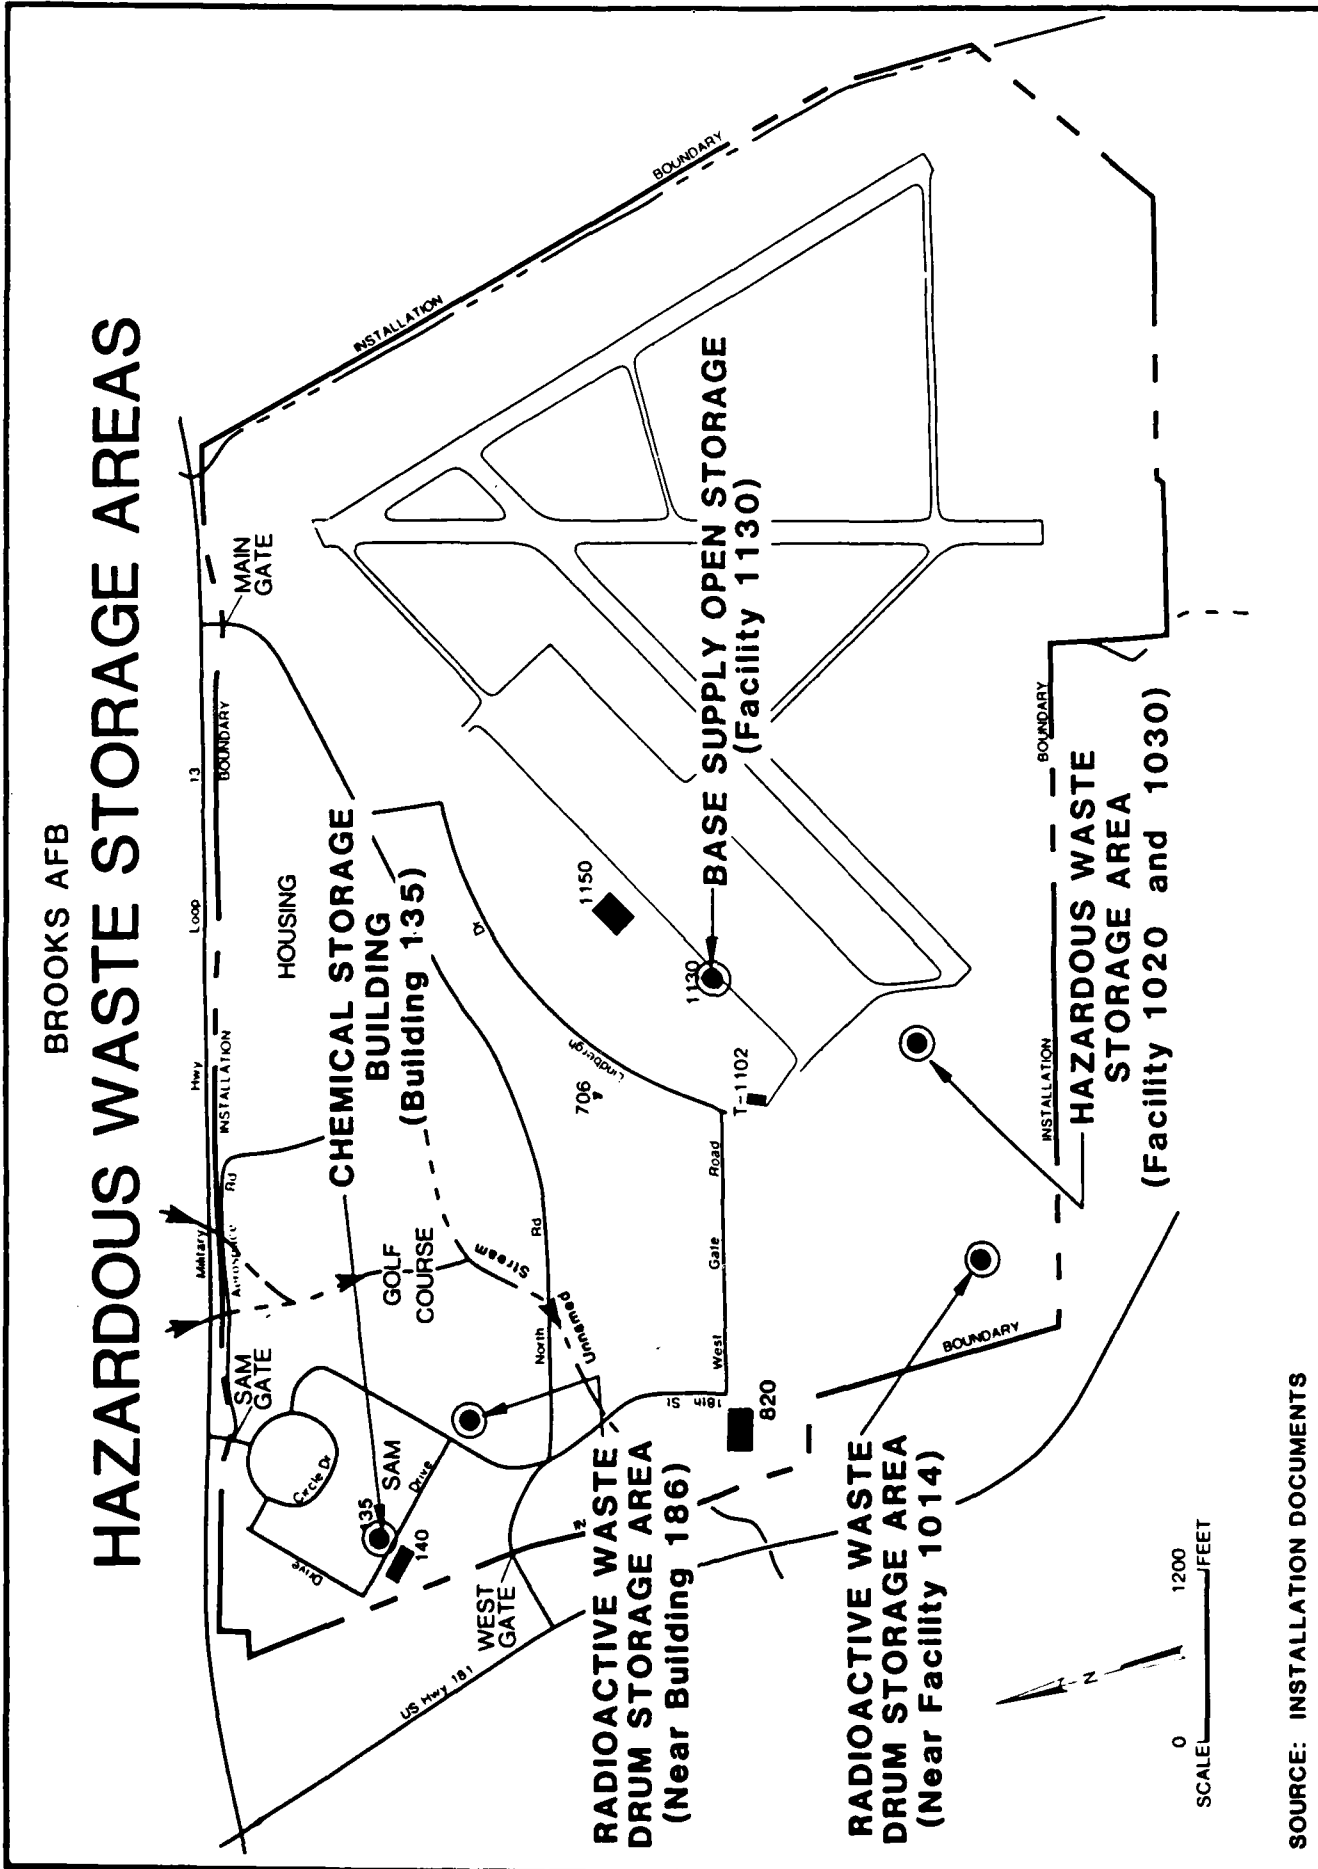 BROOKS AFB
HAZARDOUS WASTE STORAGE AREAS
Military
Hwy
Loop
13
Aerospace
Rd
INSTALLATION
BOUNDARY
MAIN
GATE
SAM
GATE
HOUSING
INSTALLATION
BOUNDARY
Circle Dr
GOLF
COURSE
CHEMICAL STORAGE
BUILDING
(Building 135)
Drive
135
SAM
Drive
140
Stream
Unnamed
North
Rd
Dr
Lindbergh
706
1150
WEST
GATE
US Hwy 181
18th
St
West
Gate
Road
T-1102
1130
BASE SUPPLY OPEN STORAGE
(Facility 1130)
820
RADIOACTIVE WASTE
DRUM STORAGE AREA
(Near Building 186)
RADIOACTIVE WASTE
DRUM STORAGE AREA
(Near Facility 1014)
BOUNDARY
INSTALLATION
BOUNDARY
HAZARDOUS WASTE
STORAGE AREA
(Facility 1020 and 1030)
N
0
1200
SCALE
FEET
SOURCE: INSTALLATION DOCUMENTS